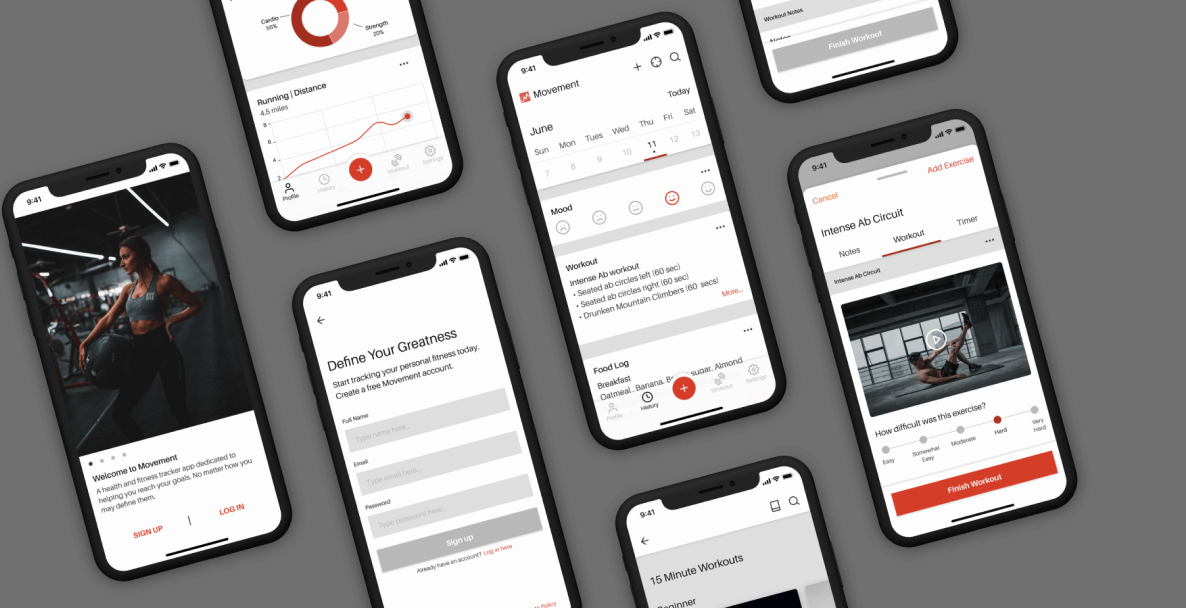 Cardio
55%
Strength
20%
Running | Distance
4.5 miles
8
6
4
2
Profile
History
+
Workout
Settings
9:41
Welcome to Movement
A health and fitness tracker app dedicated to
helping you reach your goals. No matter how you
may define them.
SIGN UP | LOG IN
9:41
Define Your Greatness
Start tracking your personal fitness today.
Create a free Movement account.
Full Name
Type name here...
Email
Type email here...
Password
Type password here...
Sign up
Already have an account? Log in here
Policy
9:41
Movement
Today
June
Sun Mon Tues Wed Thu Fri Sat
7 8 9 10 11 12 13
Mood
Workout
Intense Ab workout
• Seated ab circles left (60 sec)
• Seated ab circles right (60 sec)
• Drunken Mountain Climbers (60 secs)
More...
Food Log
Breakfast
Oatmeal, Banana, sugar, Almond
Profile
History
+
Workout
Settings
9:41
15 Minute Workouts
Beginner
Workout Notes
Notes
Finish Workout
9:41
Cancel
Add Exercise
Intense Ab Circuit
Notes Workout Timer
Intense Ab Circuit
How difficult was this exercise?
Easy
Somewhat
Easy
Moderate
Hard
Very
Hard
Finish Workout